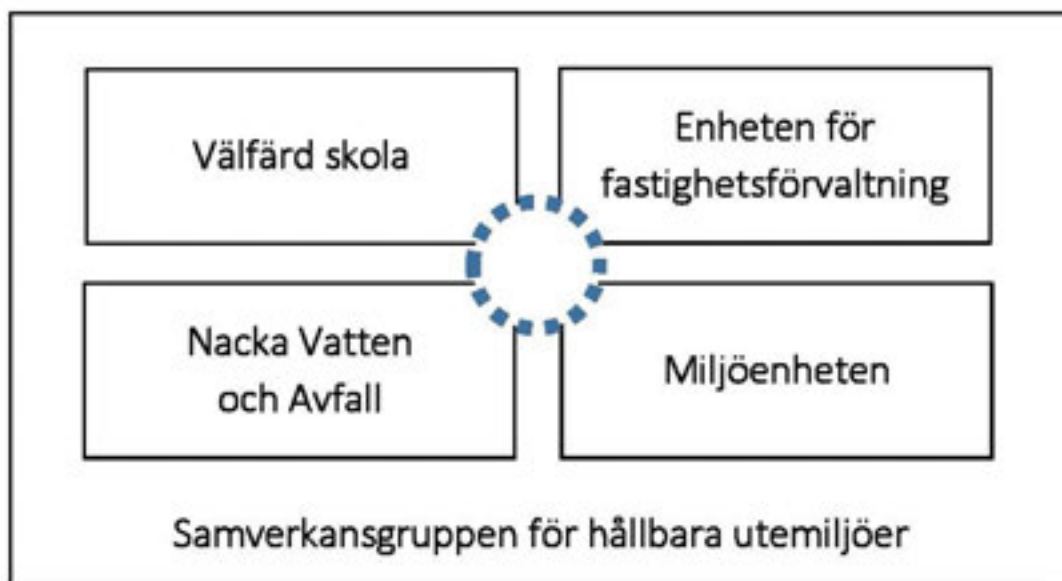 Välfärd skola
Enheten för
fastighetsförvaltning
Nacka Vatten
och Avfall
Miljöenheten
Samverkansgruppen för hållbara utemiljöer